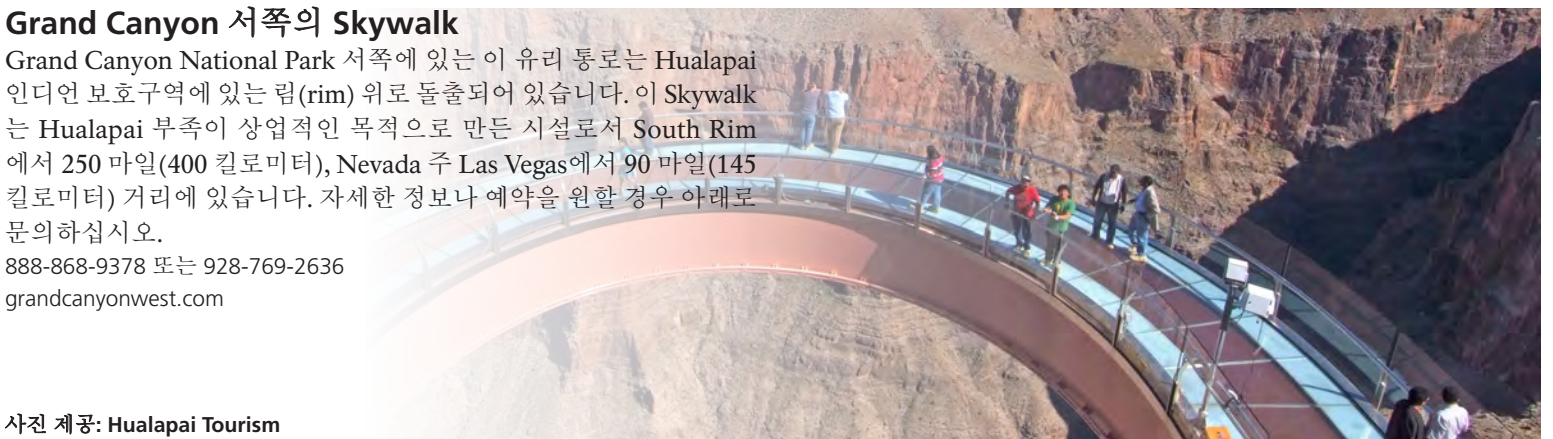 Grand Canyon 서쪽의 Skywalk
Grand Canyon National Park 서쪽에 있는 이 유리 통로는 Hualapai
인디언 보호구역에 있는 림(rim) 위로 돌출되어 있습니다. 이 Skywalk
는 Hualapai 부족이 상업적인 목적으로 만든 시설로서 South Rim
에서 250 마일(400 킬로미터), Nevada 주 Las Vegas에서 90 마일(145
킬로미터) 거리에 있습니다. 자세한 정보나 예약을 원할 경우 아래로
문의하십시오.
888-868-9378 또는 928-769-2636
grandcanyonwest.com
사진 제공: Hualapai Tourism